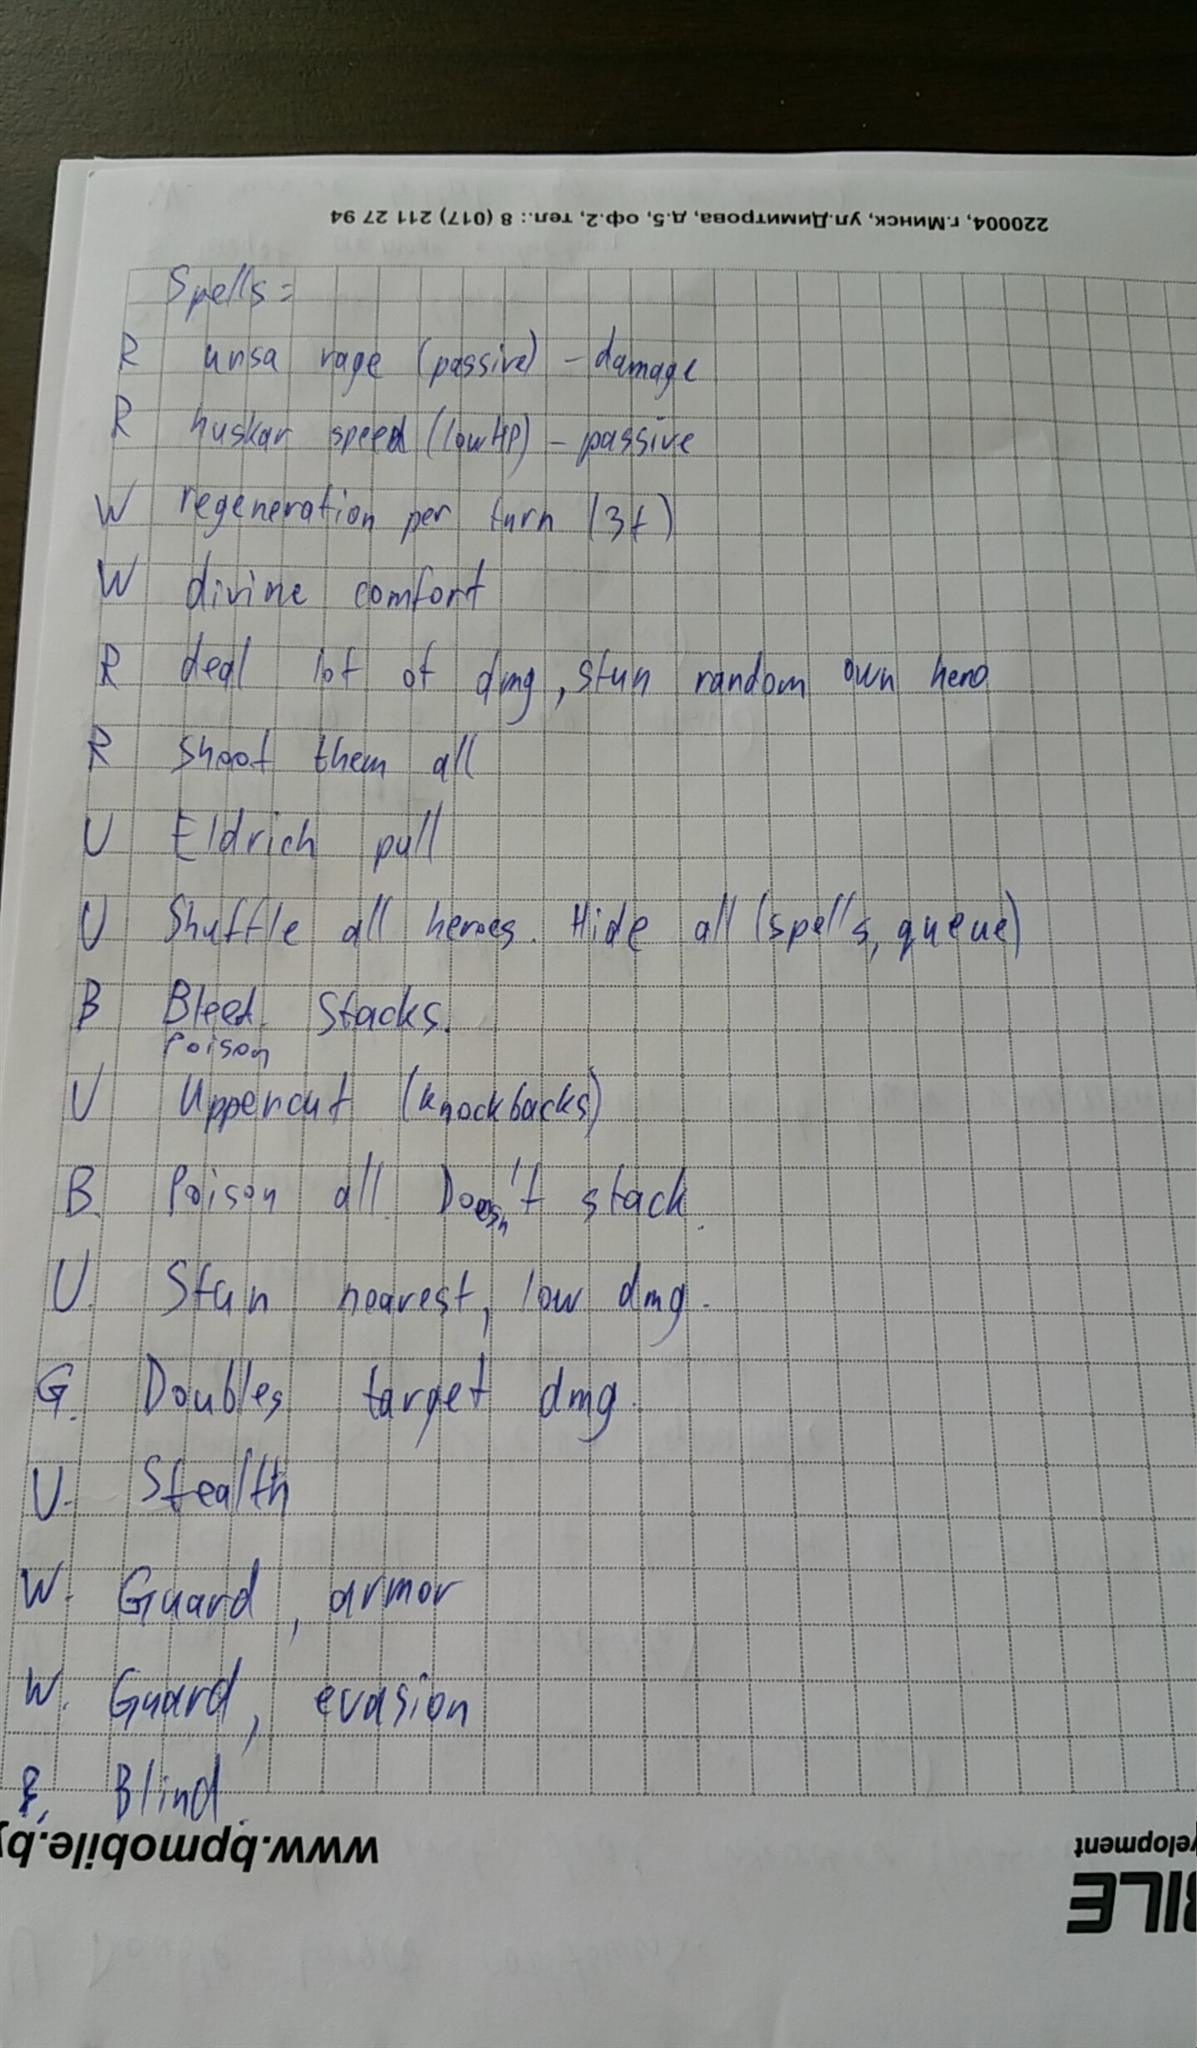 220004, г.Минск, ул.Димитрова, д.5, оф.2, тел.: 8 (017) 211 27 94
Spells:
R ursa rage (passive) - damage
R huskar speed (low HP) - passive
W regeneration per turn (3t)
W divine comfort
R deal lot of dmg, stun random own hero
R Shoot them all
U Eldrich pull
U Shuffle all heroes. Hide all (spells, queue)
B Bleed stacks.
Poison
U Uppercut (knockbacks)
B. Poison all. Doesn't stack.
U. Stun nearest, low dmg.
G. Doubles target dmg.
U. Stealth
W. Guard, armor
W. Guard, evasion
Blind.
www.bpmobile.by